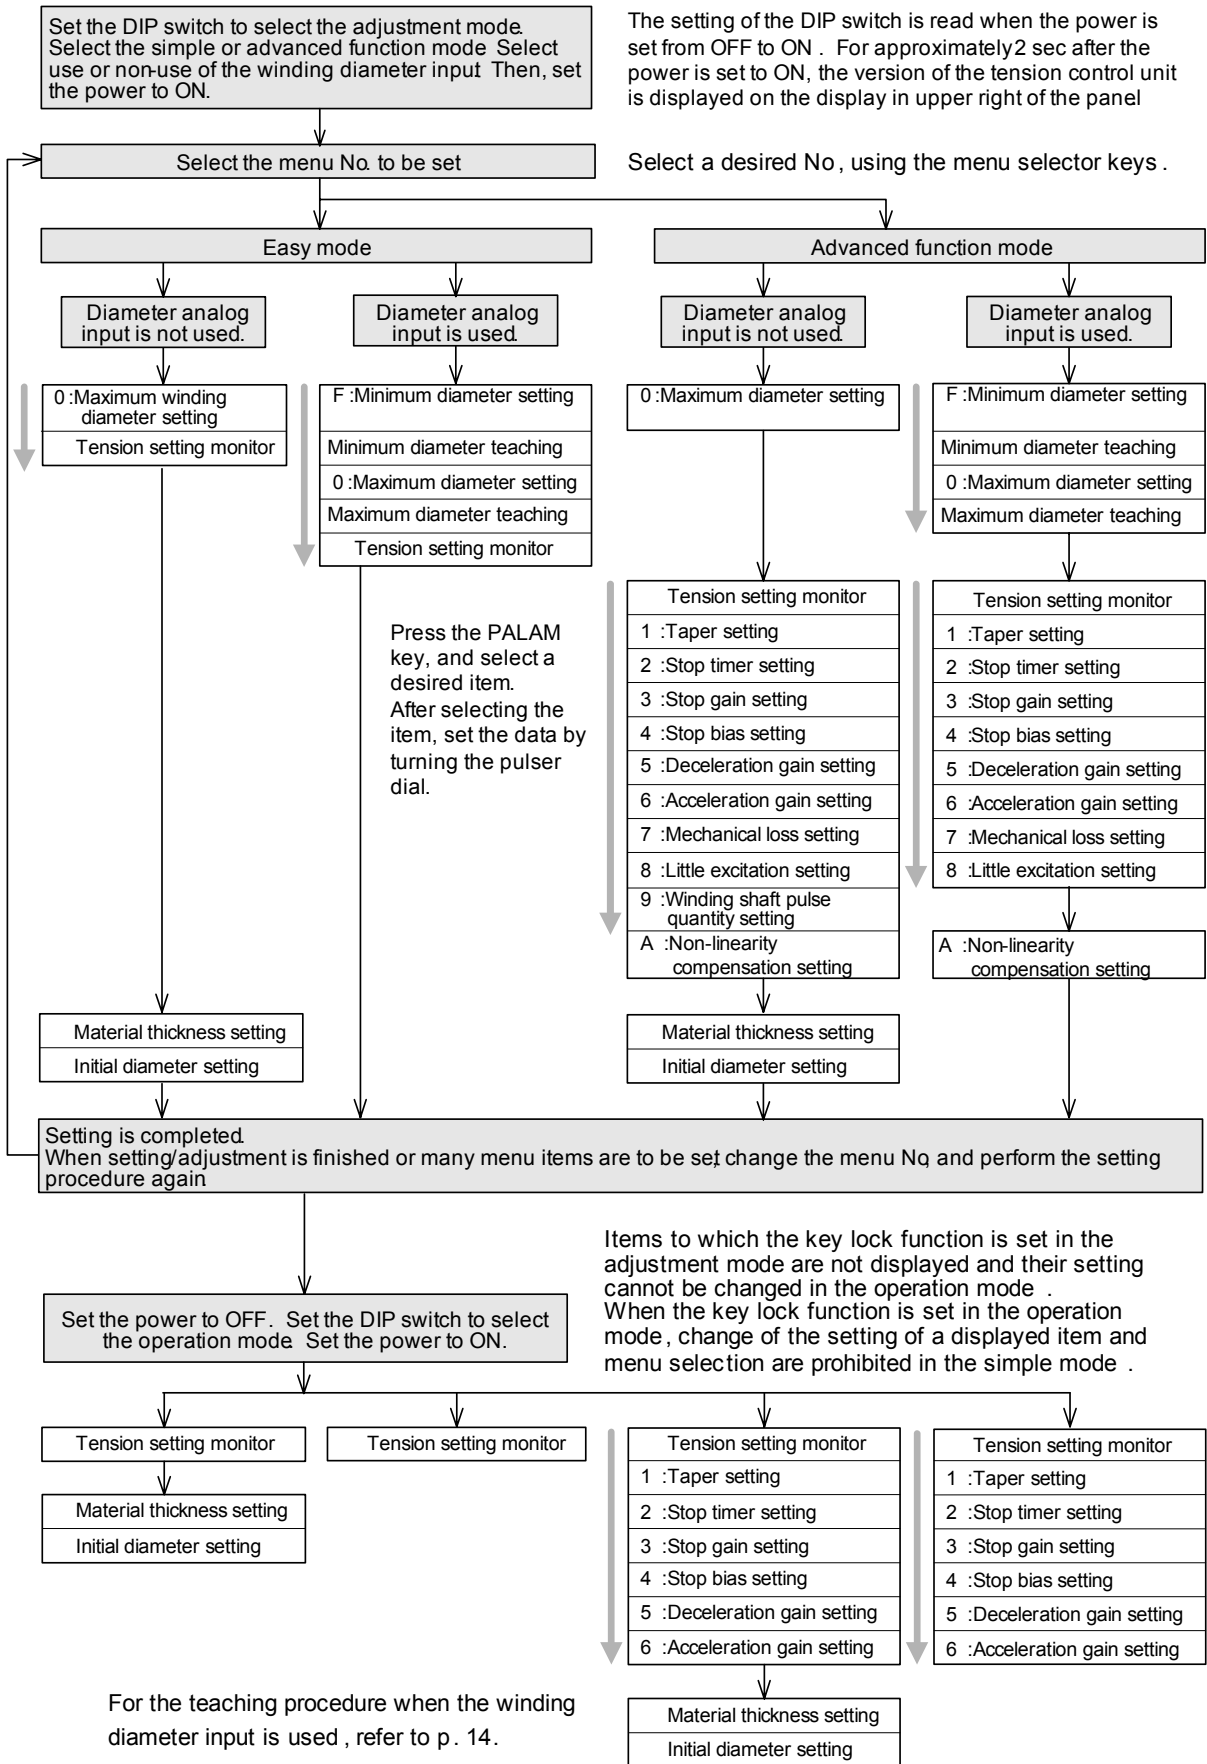 Set the DIP switch to select the adjustment mode.
Select the simple or advanced function mode Select
use or non-use of the winding diameter input Then, set
the power to ON.
The setting of the DIP switch is read when the power is
set from OFF to ON . For approximately 2 sec after the
power is set to ON, the version of the tension control unit
is displayed on the display in upper right of the panel
Select the menu No. to be set
Select a desired No , using the menu selector keys .
Easy mode
Advanced function mode
Diameter analog
input is not used.
Diameter analog
input is used.
Diameter analog
input is not used.
Diameter analog
input is used.
0 :Maximum winding
diameter setting
Tension setting monitor
F :Minimum diameter setting
Minimum diameter teaching
0 :Maximum diameter setting
Maximum diameter teaching
Tension setting monitor
0 :Maximum diameter setting
F :Minimum diameter setting
Minimum diameter teaching
0 :Maximum diameter setting
Maximum diameter teaching
Press the PALAM
key, and select a
desired item.
After selecting the
item, set the data by
turning the pulser
dial.
Tension setting monitor
1 :Taper setting
2 :Stop timer setting
3 :Stop gain setting
4 :Stop bias setting
5 :Deceleration gain setting
6 :Acceleration gain setting
7 :Mechanical loss setting
8 :Little excitation setting
9 :Winding shaft pulse
quantity setting
A :Non-linearity
compensation setting
Tension setting monitor
1 :Taper setting
2 :Stop timer setting
3 :Stop gain setting
4 :Stop bias setting
5 :Deceleration gain setting
6 :Acceleration gain setting
7 :Mechanical loss setting
8 :Little excitation setting
A :Non-linearity
compensation setting
Material thickness setting
Initial diameter setting
Material thickness setting
Initial diameter setting
Setting is completed.
When setting/adjustment is finished or many menu items are to be set, change the menu No, and perform the setting
procedure again
Items to which the key lock function is set in the
adjustment mode are not displayed and their setting
cannot be changed in the operation mode .
When the key lock function is set in the operation
mode , change of the setting of a displayed item and
menu selection are prohibited in the simple mode .
Set the power to OFF. Set the DIP switch to select
the operation mode Set the power to ON.
Tension setting monitor
Material thickness setting
Initial diameter setting
Tension setting monitor
Tension setting monitor
1 :Taper setting
2 :Stop timer setting
3 :Stop gain setting
4 :Stop bias setting
5 :Deceleration gain setting
6 :Acceleration gain setting
Material thickness setting
Initial diameter setting
Tension setting monitor
1 :Taper setting
2 :Stop timer setting
3 :Stop gain setting
4 :Stop bias setting
5 :Deceleration gain setting
6 :Acceleration gain setting
For the teaching procedure when the winding
diameter input is used , refer to p . 14.